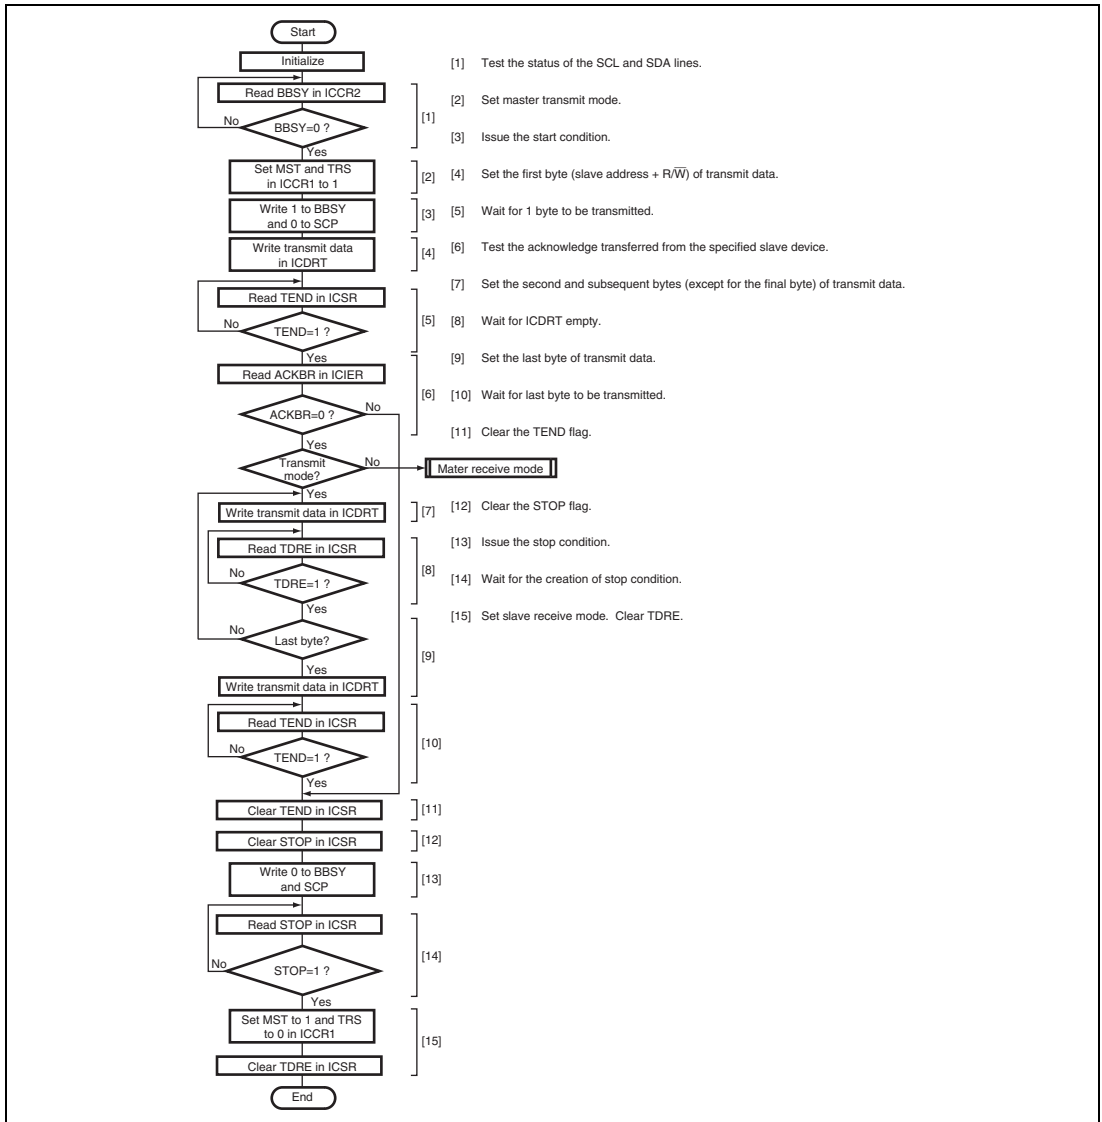 Start
Initialize
Read BBSY in ICCR2
No
BBSY=0 ?
Yes
[1]
Set MST and TRS
in ICCR1 to 1
[2]
Write 1 to BBSY
and 0 to SCP
[3]
Write transmit data
in ICDRT
[4]
Read TEND in ICSR
No
TEND=1 ?
Yes
[5]
Read ACKBR in ICIER
ACKBR=0 ?
No
Yes
[6]
Transmit
mode?
No
Mater receive mode
Yes
Write transmit data in ICDRT
[7]
Read TDRE in ICSR
No
TDRE=1 ?
Yes
[8]
No
Last byte?
Yes
Write transmit data in ICDRT
[9]
Read TEND in ICSR
No
TEND=1 ?
Yes
[10]
Clear TEND in ICSR
[11]
Clear STOP in ICSR
[12]
Write 0 to BBSY
and SCP
[13]
Read STOP in ICSR
No
STOP=1 ?
Yes
[14]
Set MST to 1 and TRS
to 0 in ICCR1
Clear TDRE in ICSR
[15]
End
[1] Test the status of the SCL and SDA lines.
[2] Set master transmit mode.
[3] Issue the start condition.
[4] Set the first byte (slave address + R/W̅) of transmit data.
[5] Wait for 1 byte to be transmitted.
[6] Test the acknowledge transferred from the specified slave device.
[7] Set the second and subsequent bytes (except for the final byte) of transmit data.
[8] Wait for ICDRT empty.
[9] Set the last byte of transmit data.
[10] Wait for last byte to be transmitted.
[11] Clear the TEND flag.
[12] Clear the STOP flag.
[13] Issue the stop condition.
[14] Wait for the creation of stop condition.
[15] Set slave receive mode. Clear TDRE.